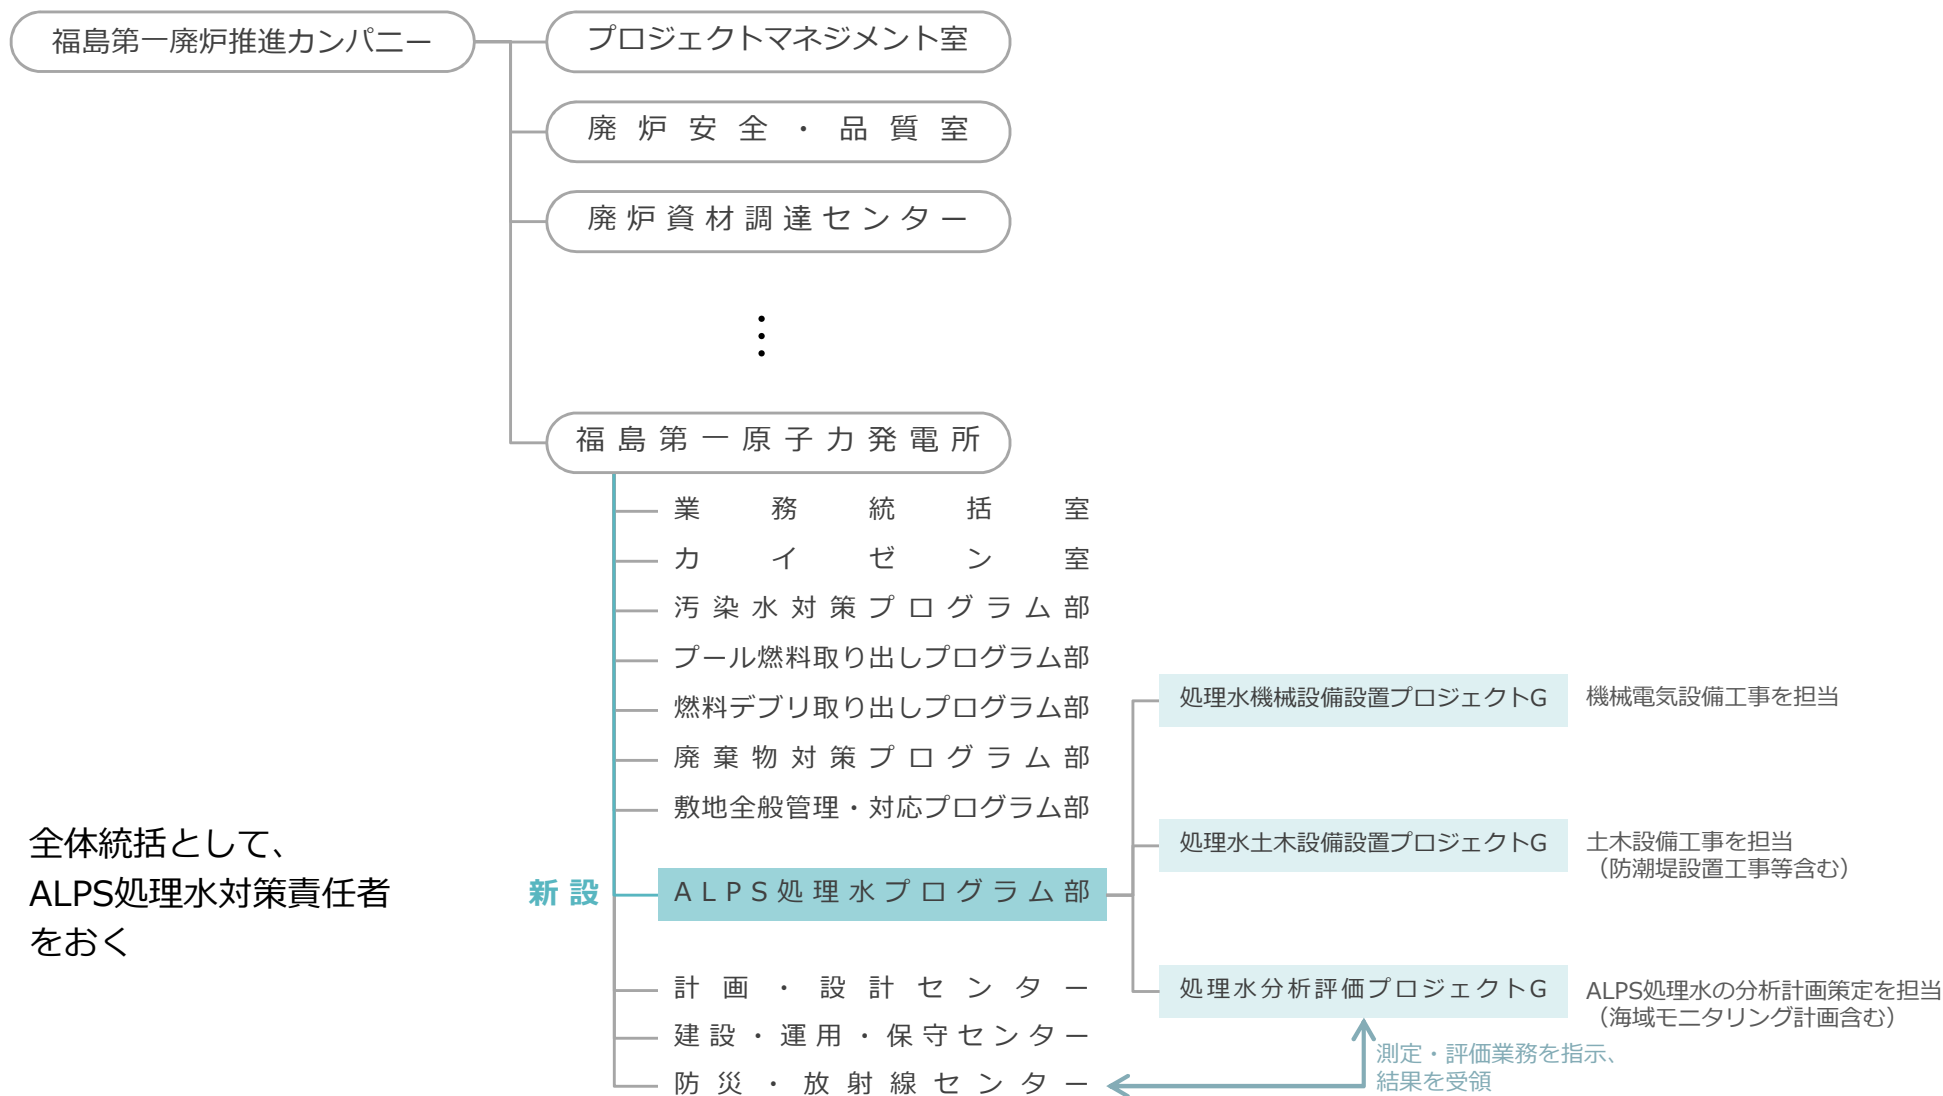 福島第一廃炉推進カンパニー
プロジェクトマネジメント室
廃炉安全・品質室
廃炉資材調達センター
福島第一原子力発電所
業務統括室
カイゼン室
汚染水対策プログラム部
プール燃料取り出しプログラム部
燃料デブリ取り出しプログラム部
廃棄物対策プログラム部
敷地全般管理・対応プログラム部
新設
ALPS処理水プログラム部
計画・設計センター
建設・運用・保守センター
防災・放射線センター
全体統括として、
ALPS処理水対策責任者
をおく
処理水機械設備設置プロジェクトG
機械電気設備工事を担当
処理水土木設備設置プロジェクトG
土木設備工事を担当
（防潮堤設置工事等含む）
処理水分析評価プロジェクトG
ALPS処理水の分析計画策定を担当
（海域モニタリング計画含む）
測定・評価業務を指示、
結果を受領